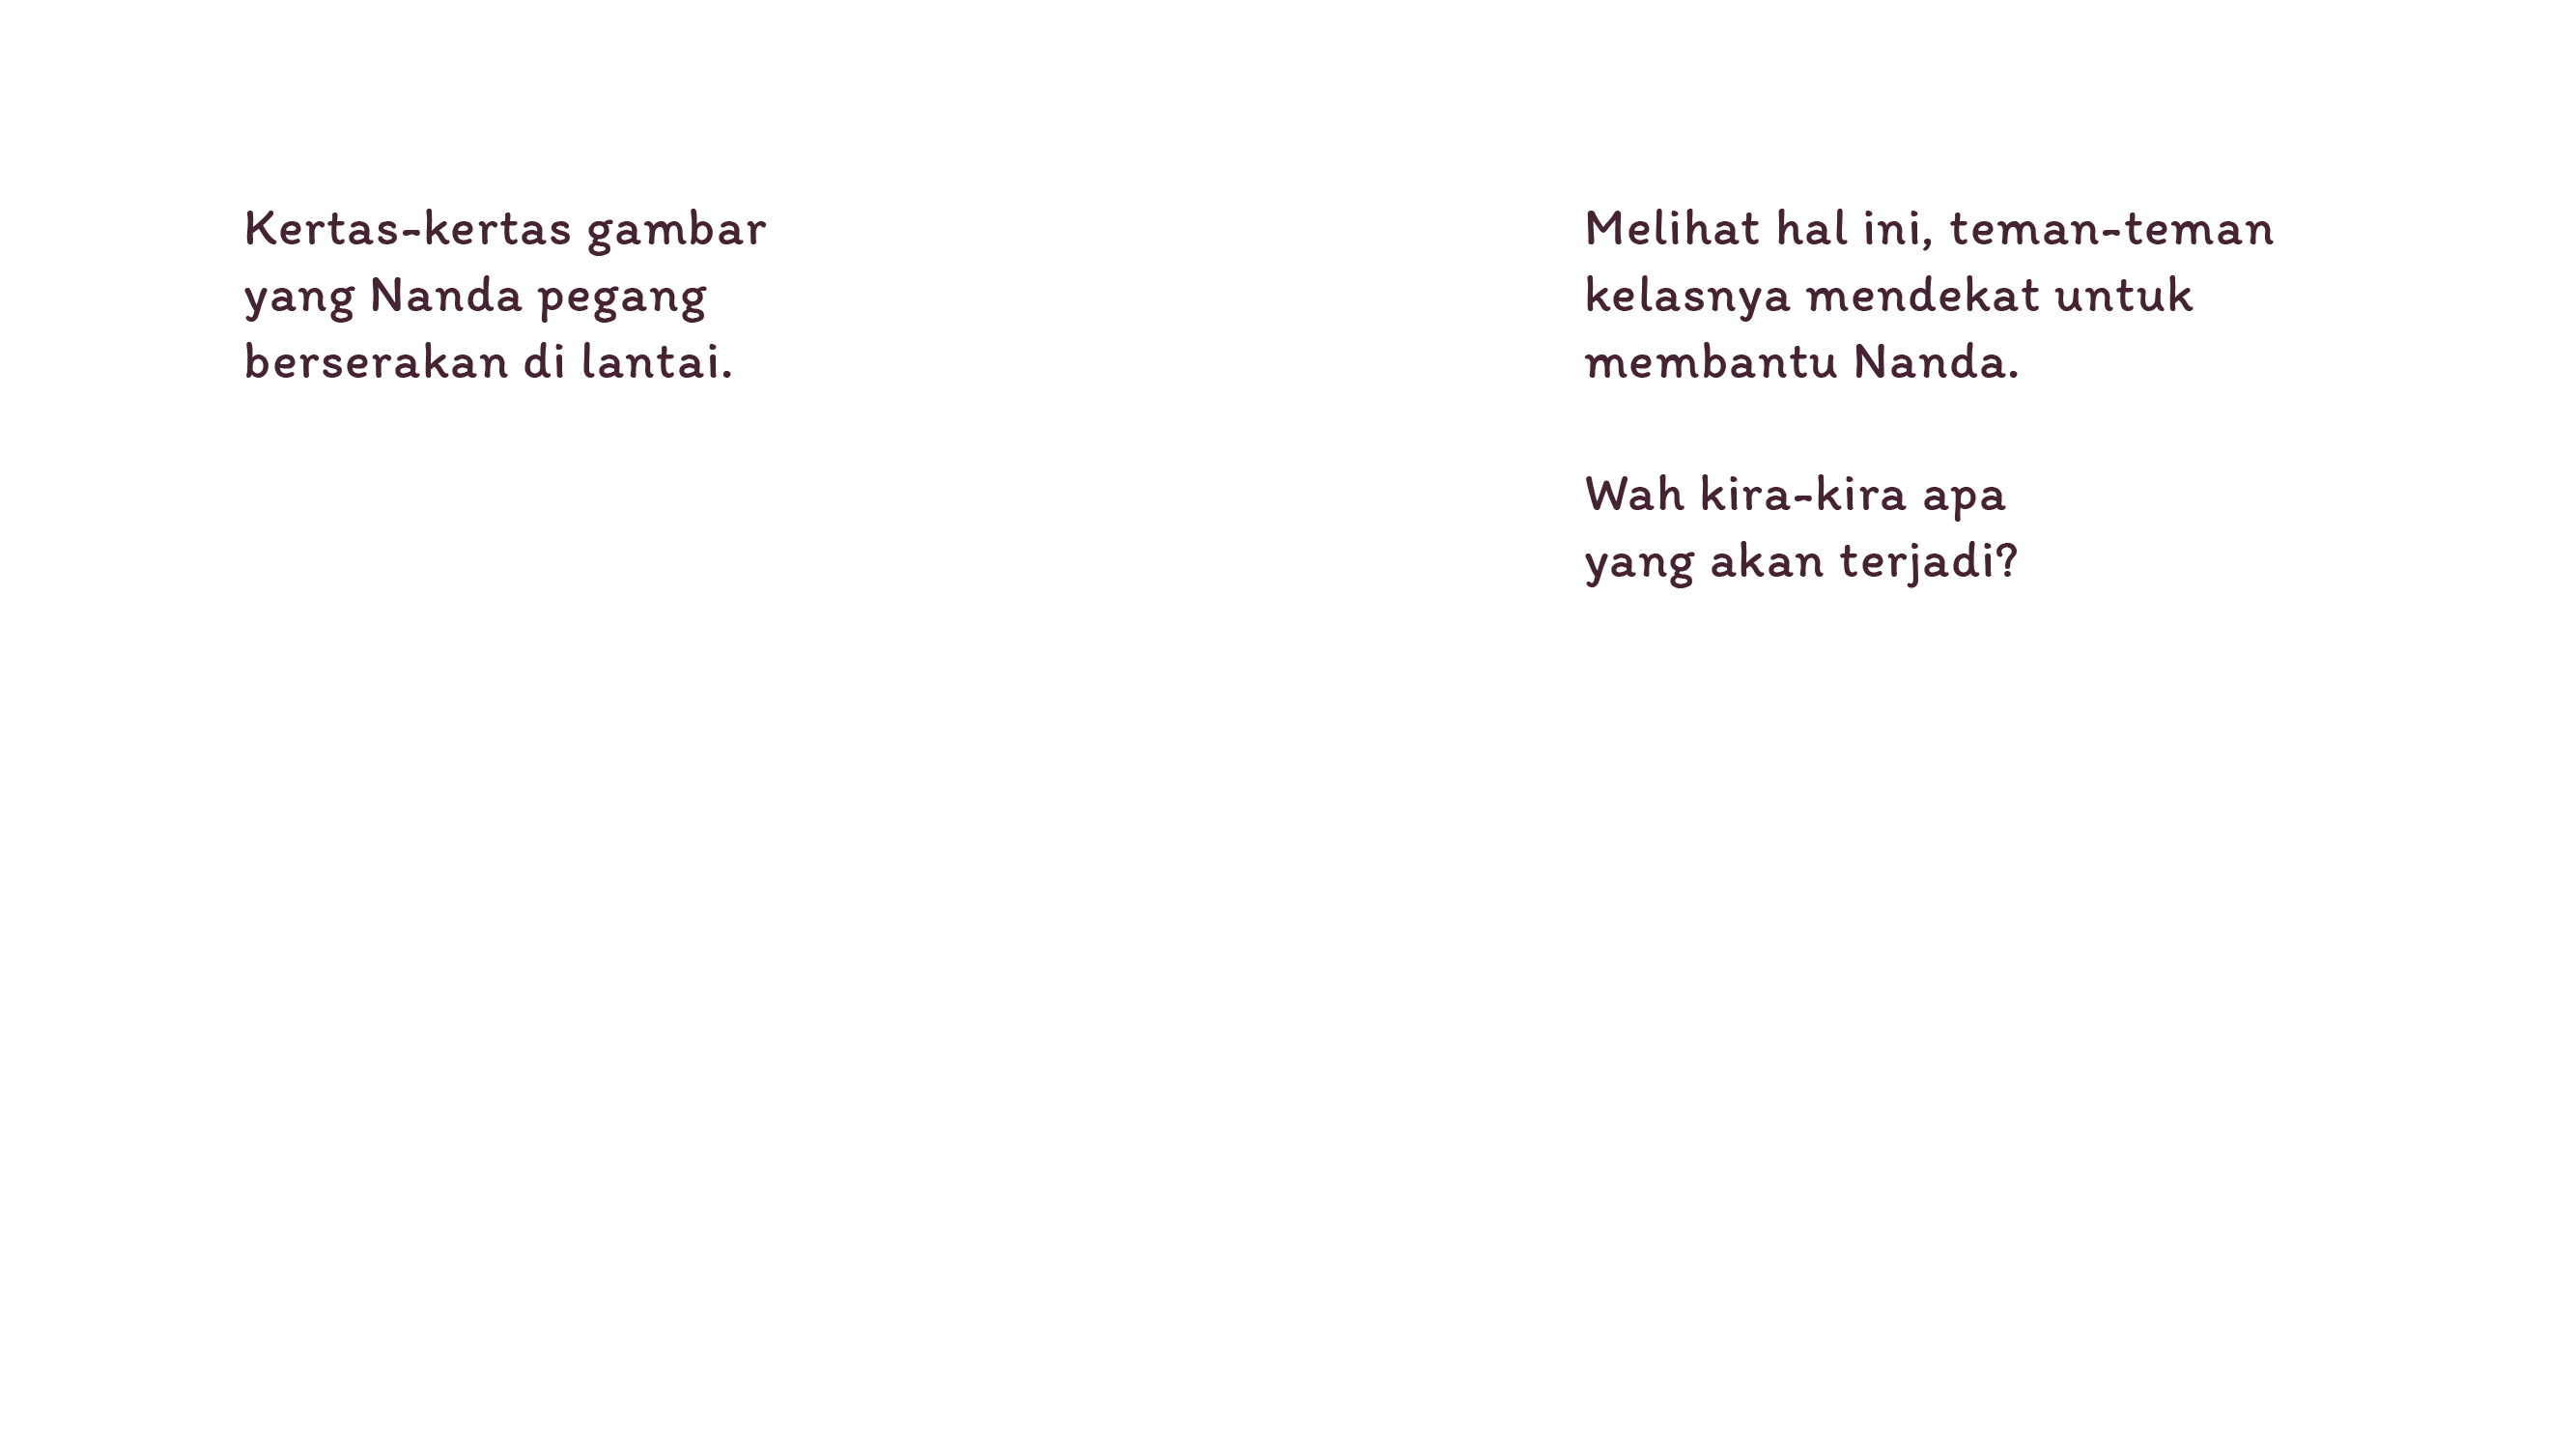 Kertas-kertas gambar
yang Nanda pegang
berserakan di lantai.
Melihat hal ini, teman-teman
kelasnya mendekat untuk
membantu Nanda.
Wah kira-kira apa
yang akan terjadi?